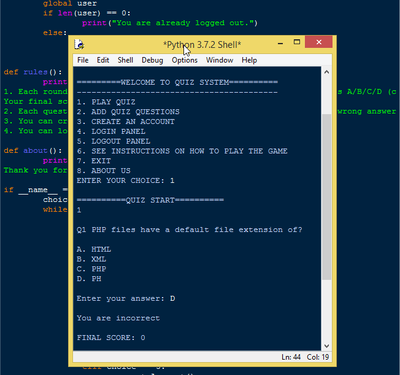 global user
if len(user) == 0:
print("You are already logged out.")
else:
*Python 3.7.2 Shell*
File Edit Shell Debug Options Window Help
==========WELCOME TO QUIZ SYSTEM==========
------------------------------------------
1. PLAY QUIZ
2. ADD QUIZ QUESTIONS
3. CREATE AN ACCOUNT
4. LOGIN PANEL
5. LOGOUT PANEL
6. SEE INSTRUCTIONS ON HOW TO PLAY THE GAME
7. EXIT
8. ABOUT US
ENTER YOUR CHOICE: 1
==========QUIZ START==========
1
Q1 PHP files have a default file extension of?
A. HTML
B. XML
C. PHP
D. PH
Enter your answer: D
You are incorrect
FINAL SCORE: 0
Ln: 44 Col: 19
def rules():
print
1. Each round
s A/B/C/D (c
Your final sc
2. Each quest
wrong answer
3. You can cr
4. You can lo
def about():
print
Thank you for
if __name__ =
choic
while